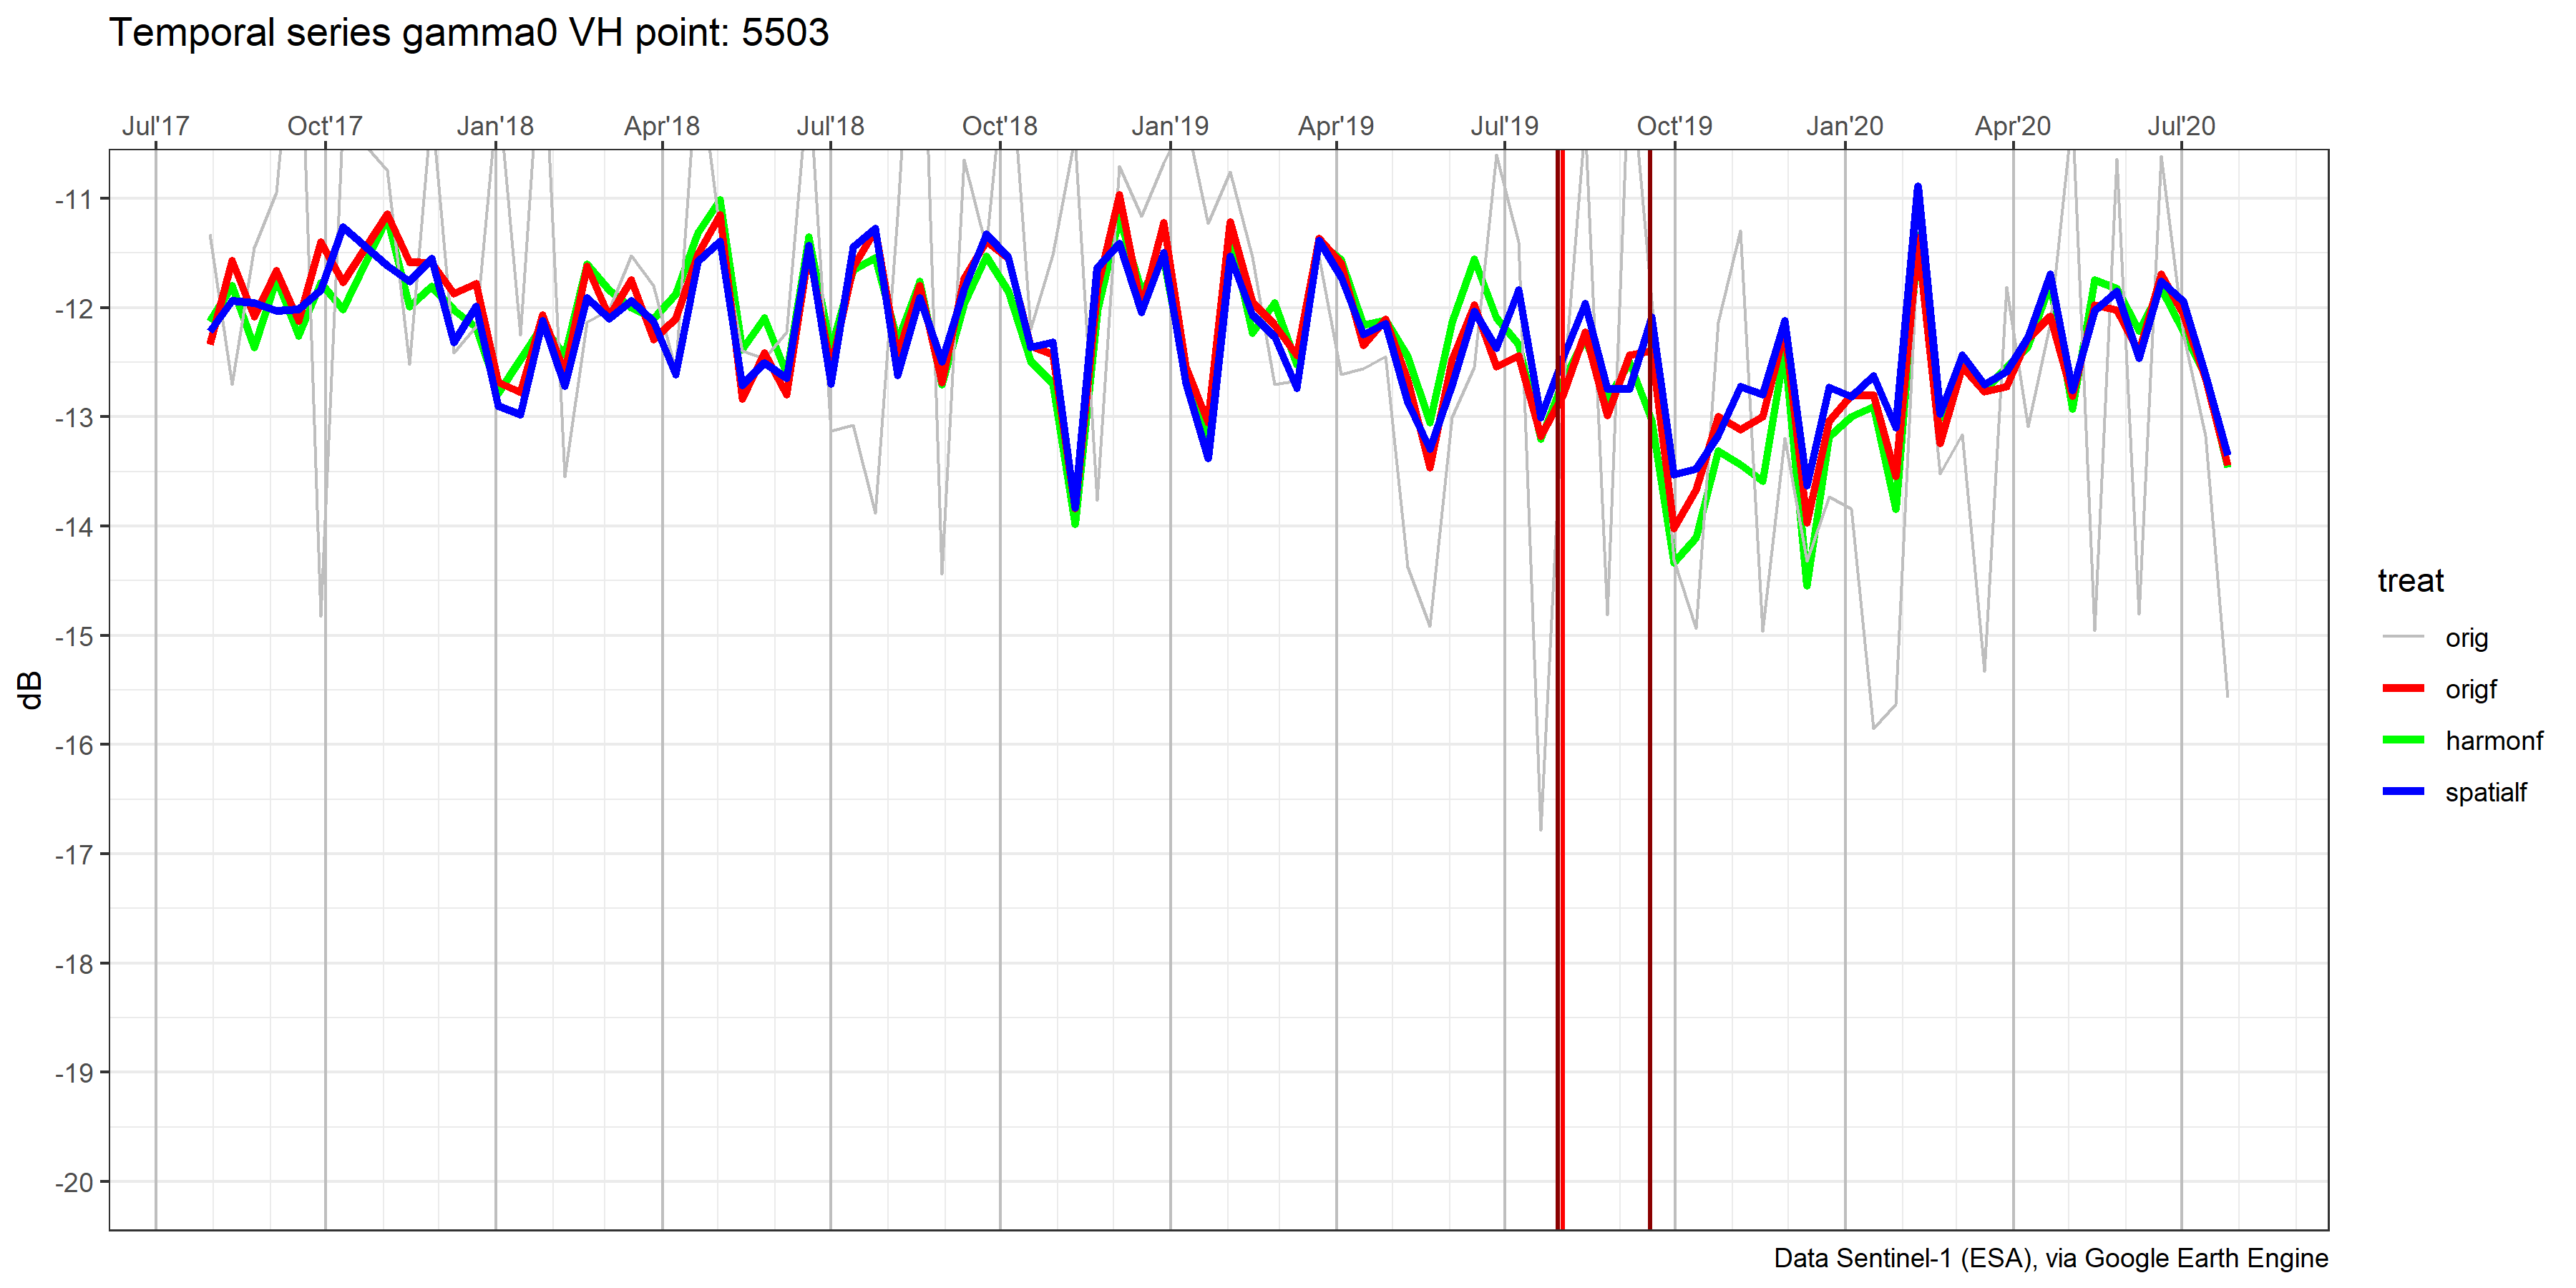 Temporal series gamma0 VH point: 5503
Jul'17 Oct'17 Jan'18 Apr'18 Jul'18 Oct'18 Jan'19 Apr'19 Jul'19 Oct'19 Jan'20 Apr'20 Jul'20
-11
-12
-13
-14
-15
-16
-17
-18
-19
-20
dB
treat
orig
origf
harmonf
spatialf
Data Sentinel-1 (ESA), via Google Earth Engine